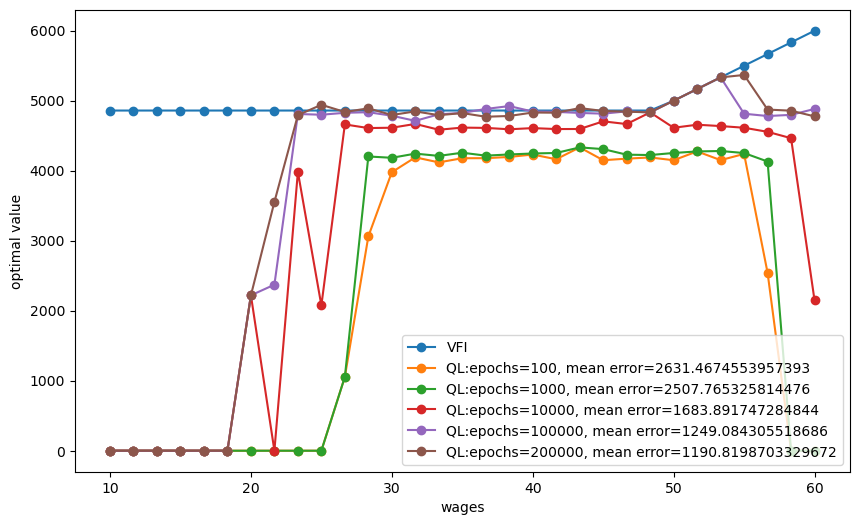 6000
5000
4000
3000
2000
1000
0
optimal value
10
20
30
40
50
60
wages
VFI
QL:epochs=100, mean error=2631.4674553957393
QL:epochs=1000, mean error=2507.765325814476
QL:epochs=10000, mean error=1683.891747284844
QL:epochs=100000, mean error=1249.084305518686
QL:epochs=200000, mean error=1190.8198703329672